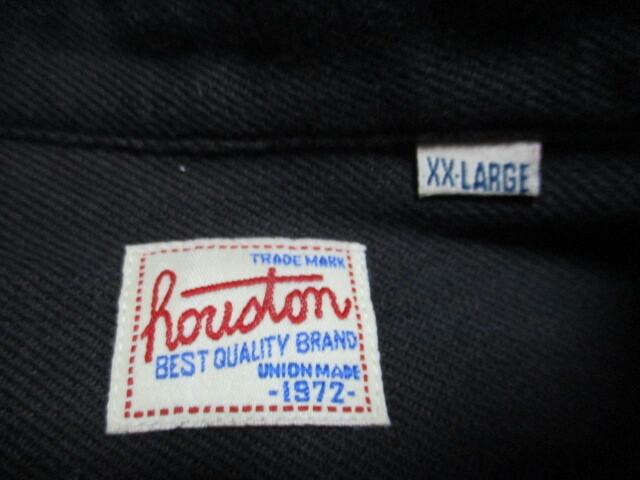 XX-LARGE
TRADE MARK
houston
BEST QUALITY BRAND
UNION MADE
-1972-